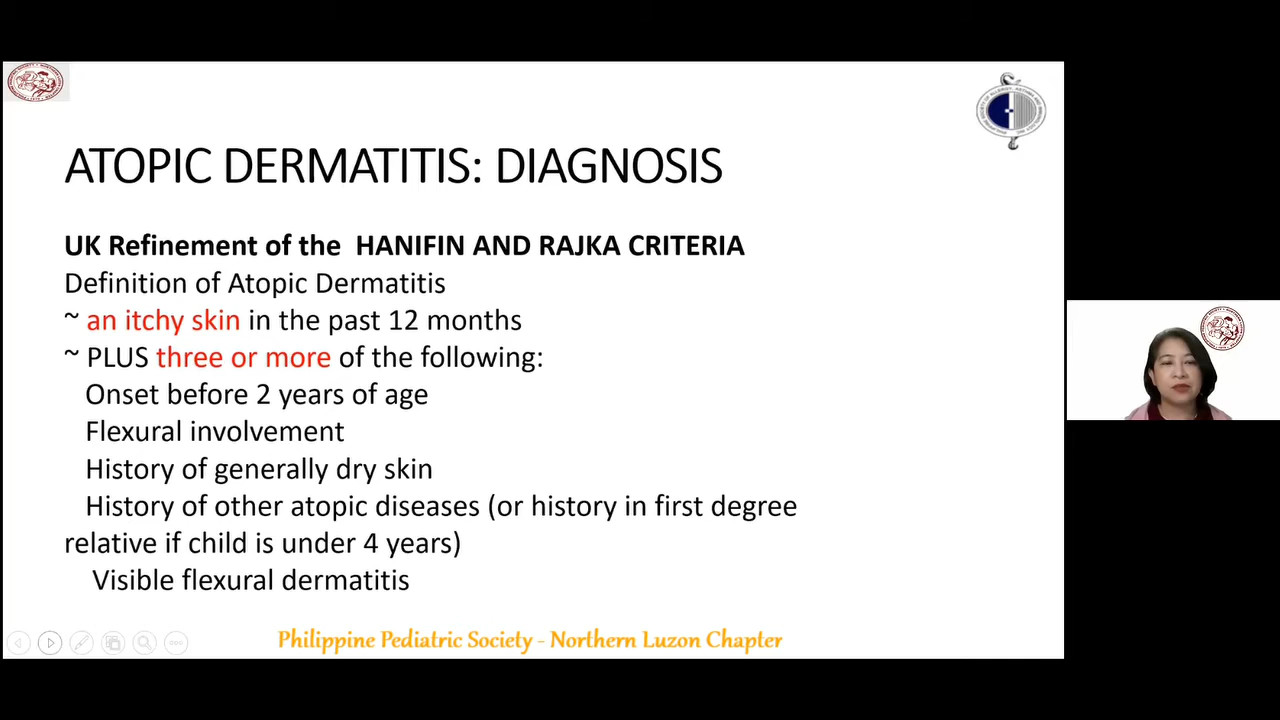 ATOPIC DERMATITIS: DIAGNOSIS
UK Refinement of the HANIFIN AND RAJKA CRITERIA
Definition of Atopic Dermatitis
~ an itchy skin in the past 12 months
~ PLUS three or more of the following:
Onset before 2 years of age
Flexural involvement
History of generally dry skin
History of other atopic diseases (or history in first degree
relative if child is under 4 years)
Visible flexural dermatitis
Philippine Pediatric Society - Northern Luzon Chapter